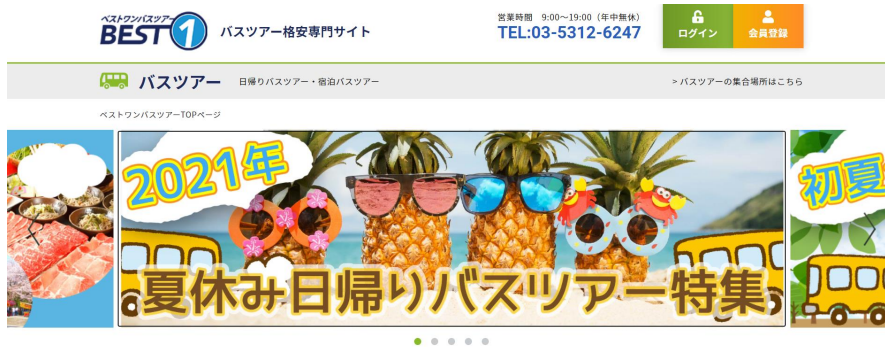 ベストワンバスツアー
BEST1
バスツアー格安専門サイト
営業時間 9:00～19:00（年中無休）
TEL:03-5312-6247
ログイン
会員登録
バスツアー
日帰りバスツアー・宿泊バスツアー
> バスツアーの集合場所はこちら
ベストワンバスツアーTOPページ
2021年
夏休み日帰りバスツアー特集
初夏